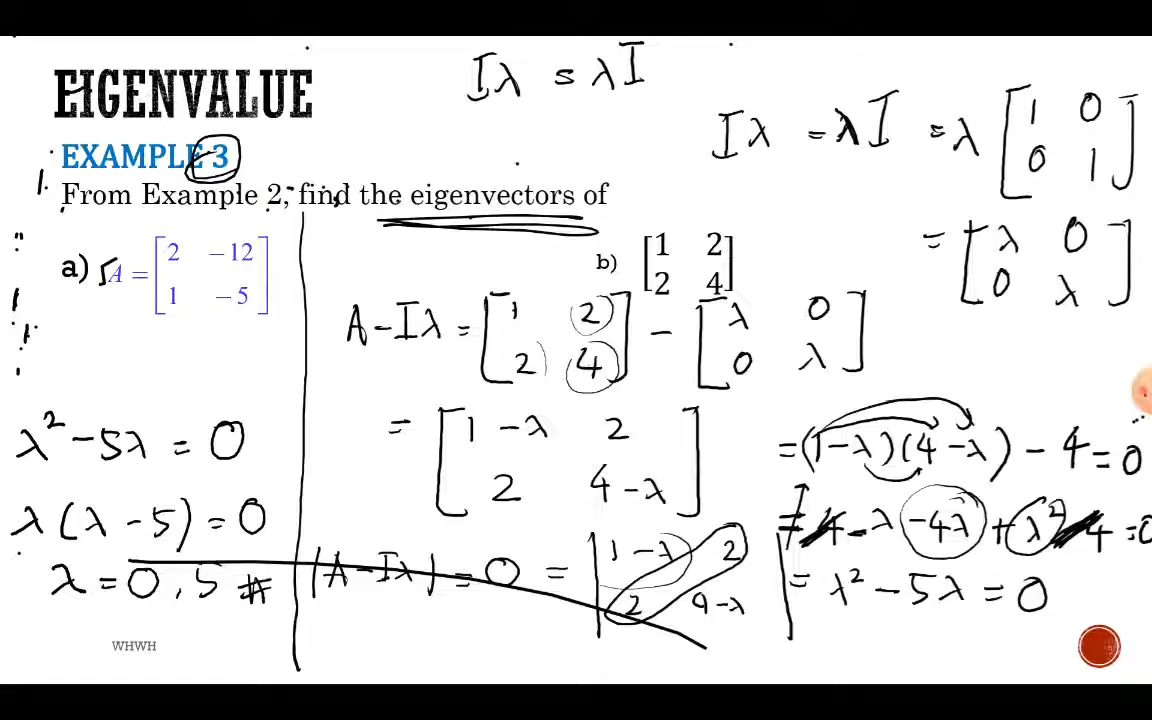 EIGENVALUE
Iλ = λI
EXAMPLE 3
Iλ = λI = λ [1 0
0 1]
From Example 2, find the eigenvectors of
= [λ 0
0 λ]
a) A = [2 −12
1 −5]
b) [1 2
2 4]
A − Iλ = [1 2
2 4] − [λ 0
0 λ]
= [1 − λ 2
2 4 − λ]
|A − Iλ| = 0 = |1 − λ 2
2 4 − λ|
= (1 − λ)(4 − λ) − 4 = 0
= 4 − λ − 4λ + λ² 4 = 0
= λ² − 5λ = 0
λ² − 5λ = 0
λ(λ − 5) = 0
λ = 0, 5 #
WHWH